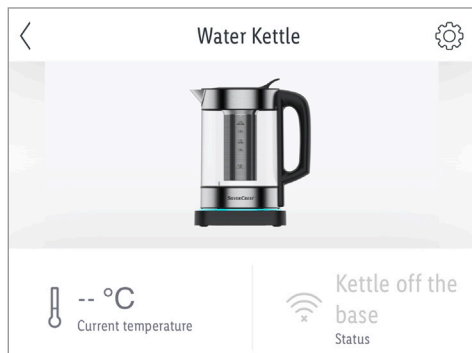 Water Kettle
SILVERCREST
-- °C
Current temperature
Kettle off the
base
Status